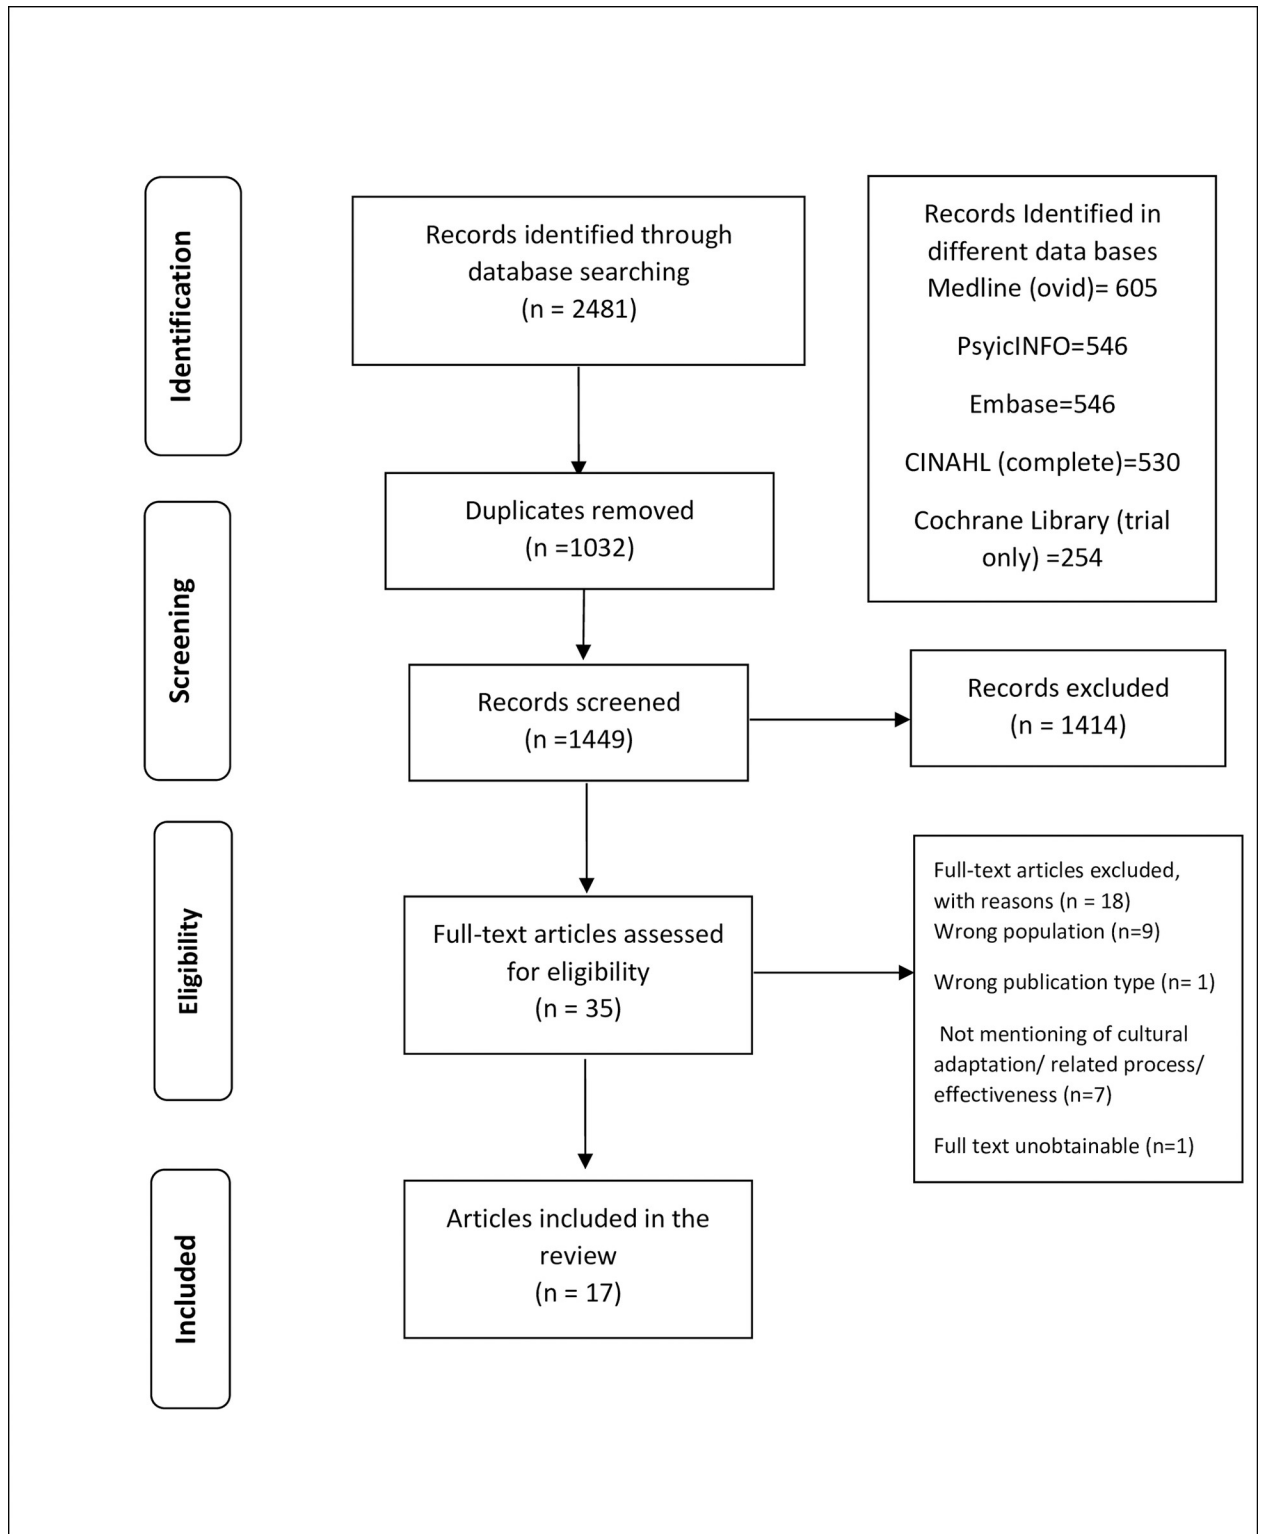 Identification
Records identified through
database searching
(n = 2481)
Records Identified in
different data bases
Medline (ovid)= 605
PsyicINFO=546
Embase=546
CINAHL (complete)=530
Cochrane Library (trial
only) =254
Screening
Duplicates removed
(n =1032)
Records screened
(n =1449)
Records excluded
(n = 1414)
Eligibility
Full-text articles assessed
for eligibility
(n = 35)
Full-text articles excluded,
with reasons (n = 18)
Wrong population (n=9)
Wrong publication type (n= 1)
Not mentioning of cultural
adaptation/ related process/
effectiveness (n=7)
Full text unobtainable (n=1)
Included
Articles included in the
review
(n = 17)